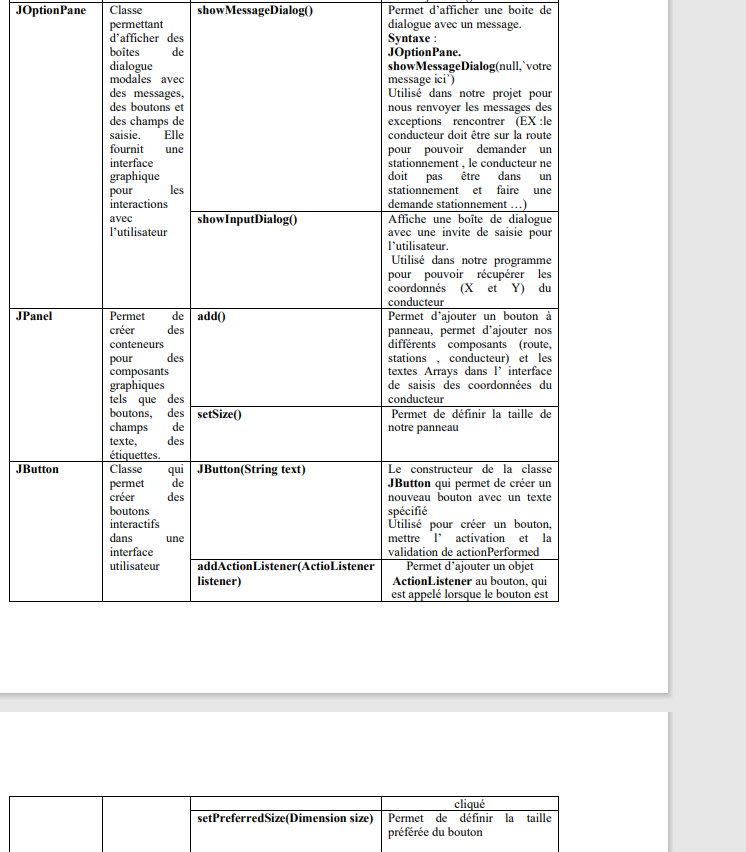 JOptionPane
Classe
permettant
d’afficher des
boîtes de
dialogue
modales avec
des messages,
des boutons et
des champs de
saisie. Elle
fournit une
interface
graphique
pour les
interactions
avec
l’utilisateur
showMessageDialog()
Permet d’afficher une boite de
dialogue avec un message.
Syntaxe :
JOptionPane.
showMessageDialog(null,`votre
message ici`)
Utilisé dans notre projet pour
nous renvoyer les messages des
exceptions rencontrer (EX :le
conducteur doit être sur la route
pour pouvoir demander un
stationnement , le conducteur ne
doit pas être dans un
stationnement et faire une
demande stationnement …)
showInputDialog()
Affiche une boîte de dialogue
avec une invite de saisie pour
l’utilisateur.
Utilisé dans notre programme
pour pouvoir récupérer les
coordonnés (X et Y) du
conducteur
JPanel
Permet de
créer des
conteneurs
pour des
composants
graphiques
tels que des
boutons, des
champs de
texte, des
étiquettes.
add()
Permet d’ajouter un bouton à
panneau, permet d’ajouter nos
différents composants (route,
stations , conducteur) et les
textes Arrays dans l’ interface
de saisis des coordonnées du
conducteur
setSize()
Permet de définir la taille de
notre panneau
JButton
Classe qui
permet de
créer des
boutons
interactifs
dans une
interface
utilisateur
JButton(String text)
Le constructeur de la classe
JButton qui permet de créer un
nouveau bouton avec un texte
spécifié
Utilisé pour créer un bouton,
mettre l’ activation et la
validation de actionPerformed
addActionListener(ActioListener
listener)
Permet d’ajouter un objet
ActionListener au bouton, qui
est appelé lorsque le bouton est
cliqué
setPreferredSize(Dimension size)
Permet de définir la taille
préférée du bouton